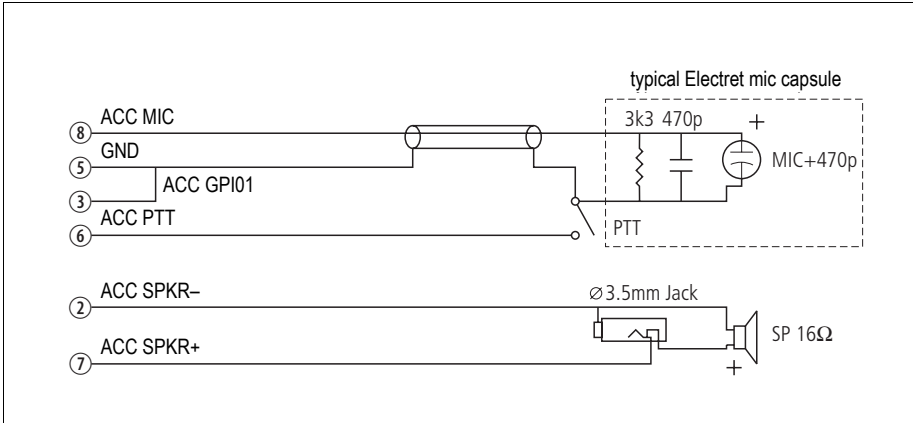 typical Electret mic capsule
ACC MIC
3k3 470p
+
8
GND
MIC+470p
5
ACC GPI01
3
ACC PTT
PTT
6
ACC SPKR–
⌀3.5mm Jack
2
SP 16Ω
ACC SPKR+
7
+